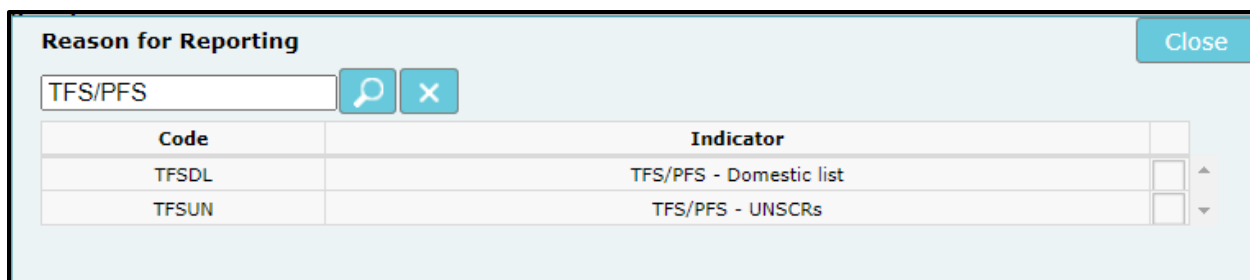 Reason for Reporting
Close
TFS/PFS
Code Indicator
TFSDL TFS/PFS - Domestic list
TFSUN TFS/PFS - UNSCRs